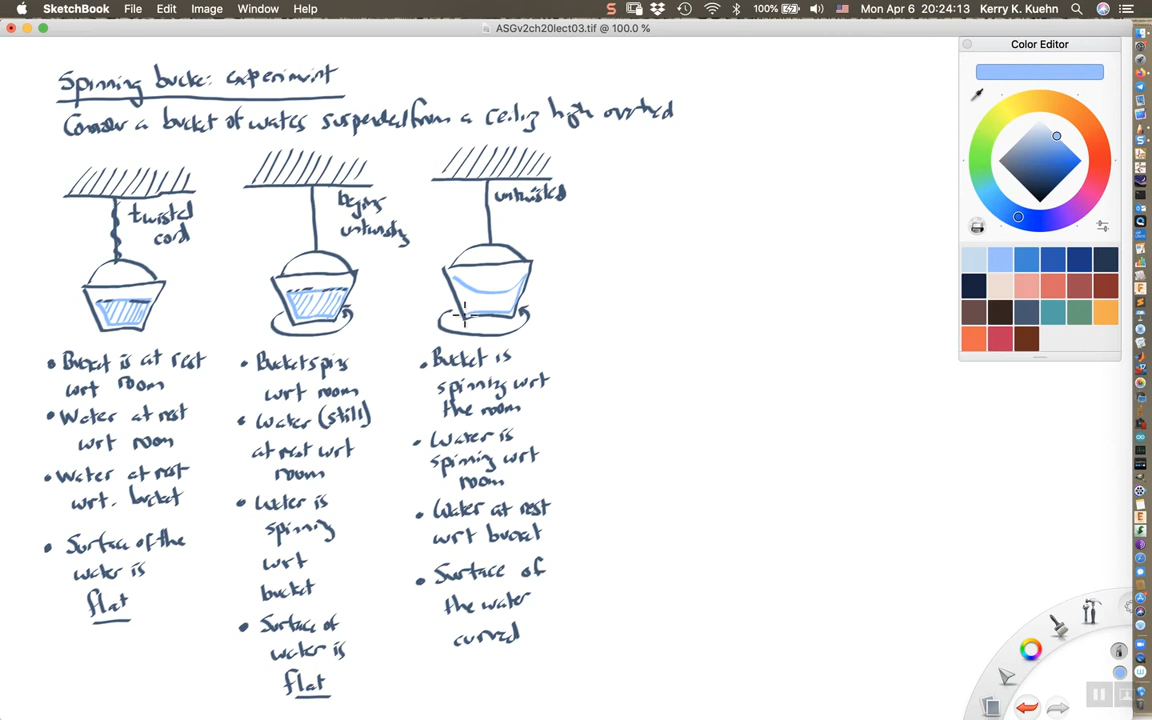 SketchBook File Edit Image Window Help 100% Mon Apr 6 20:24:13 Kerry K. Kuehn
ASGv2ch20lect03.tif @ 100.0 %
Color Editor
Spinning bucket experiment
Consider a bucket of water suspended from a ceiling high overhead
twisted
cord
begins
untwisting
untwisted
• Bucket is at rest
wrt room
• Water at rest
wrt room
• Water at rest
wrt. bucket
• Surface of the
water is
flat
• Bucket spins
wrt room
• Water (still)
at rest wrt
room
• Water is
spinning
wrt
bucket
• Surface of
water is
flat
• Bucket is
spinning wrt
the room
• Water is
spinning wrt
room
• Water at rest
wrt bucket
• Surface of
the water
curved